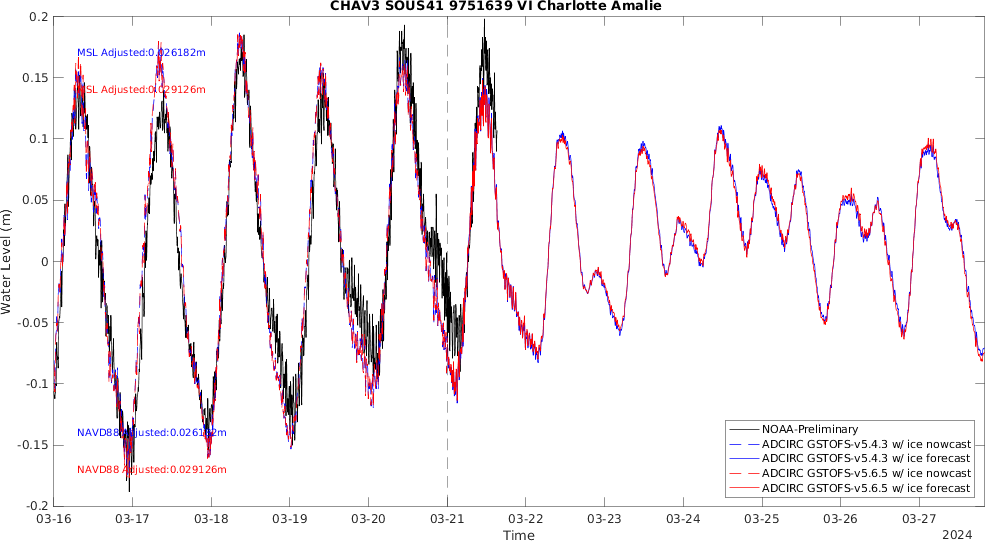 CHAV3 SOUS41 9751639 VI Charlotte Amalie
0.2
MSL Adjusted:0.026182m
0.15
MSL Adjusted:0.029126m
0.1
0.05
Water Level (m)
0
-0.05
-0.1
NAVD88 Adjusted:0.026182m
-0.15
NAVD88 Adjusted:0.029126m
-0.2
NOAA-Preliminary
ADCIRC GSTOFS-v5.4.3 w/ ice nowcast
ADCIRC GSTOFS-v5.4.3 w/ ice forecast
ADCIRC GSTOFS-v5.6.5 w/ ice nowcast
ADCIRC GSTOFS-v5.6.5 w/ ice forecast
03-16 03-17 03-18 03-19 03-20 03-21 03-22 03-23 03-24 03-25 03-26 03-27
Time
2024